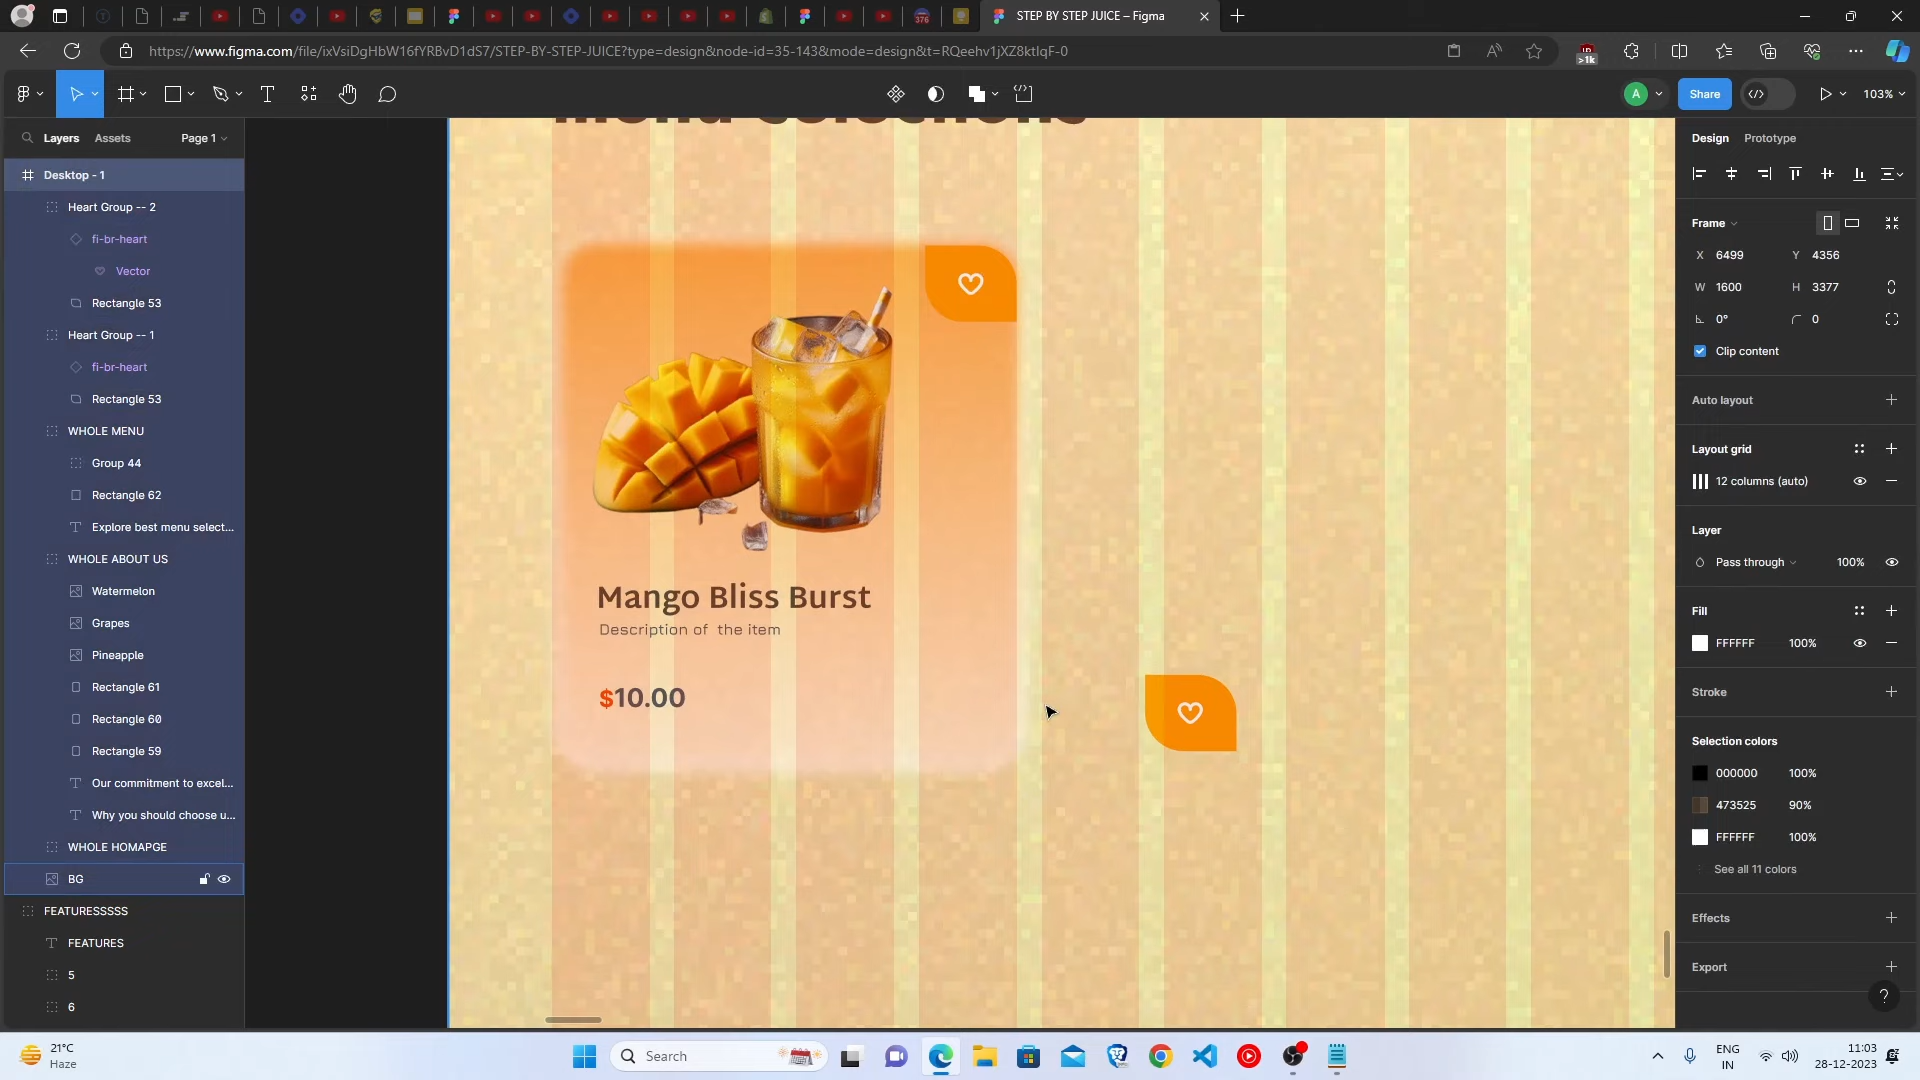 376
STEP BY STEP JUICE – Figma
https://www.figma.com/file/ixVsiDgHbW16fYRBvD1dS7/STEP-BY-STEP-JUICE?type=design&node-id=35-143&mode=design&t=RQeehv1jXZ8ktlqF-0
>1k
A
Share
103%
Layers
Assets
Page 1
Desktop - 1
Heart Group -- 2
fi-br-heart
Vector
Rectangle 53
Heart Group -- 1
fi-br-heart
Rectangle 53
WHOLE MENU
Group 44
Rectangle 62
Explore best menu select...
WHOLE ABOUT US
Watermelon
Grapes
Pineapple
Rectangle 61
Rectangle 60
Rectangle 59
Our commitment to excel...
Why you should choose u...
WHOLE HOMAPGE
BG
FEATURESSSSS
FEATURES
5
6
menu selections
Mango Bliss Burst
Description of the item
$10.00
Design
Prototype
Frame
X 6499
Y 4356
W 1600
H 3377
0°
0
Clip content
Auto layout
Layout grid
12 columns (auto)
Layer
Pass through
100%
Fill
FFFFFF
100%
Stroke
Selection colors
000000
100%
473525
90%
FFFFFF
100%
See all 11 colors
Effects
Export
?
21°C
Haze
Search
ENG
IN
11:03
28-12-2023